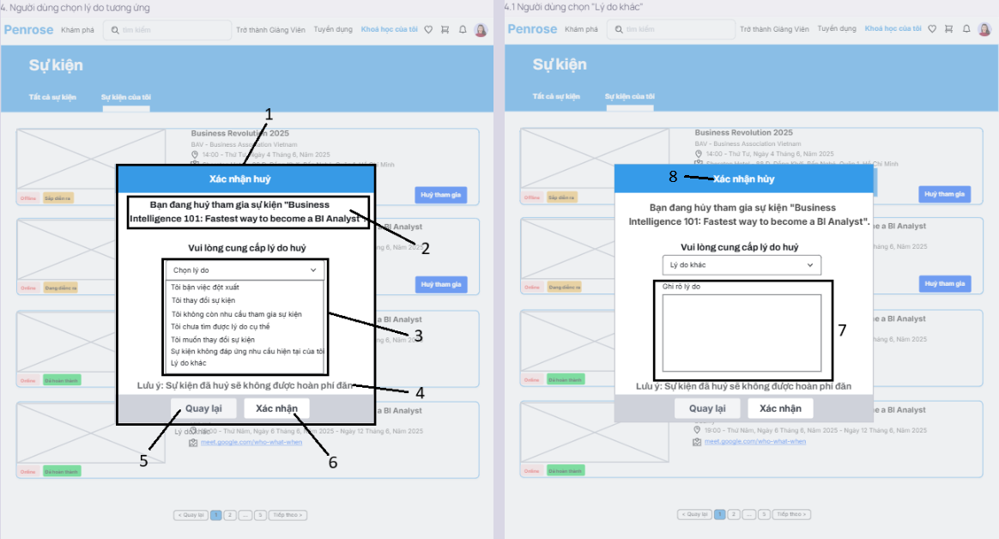 4. Người dùng chọn lý do tương ứng
Penrose Khám phá tìm kiếm Trở thành Giảng Viên Tuyển dụng Khoá học của tôi
Sự kiện
Tất cả sự kiện Sự kiện của tôi
1
Business Revolution 2025
BAV - Business Association Vietnam
14:00 - Thứ Tư, Ngày 4 Tháng 6, Năm 2025
Offline Sắp diễn ra
Huỷ tham gia
Xác nhận huỷ
Bạn đang huỷ tham gia sự kiện "Business
Intelligence 101: Fastest way to become a BI Analyst".
2
a BI Analyst
ng 6, Năm 2025
Vui lòng cung cấp lý do huỷ
Chọn lý do
Tôi bận việc đột xuất
Tôi thay đổi sự kiện
Tôi không còn nhu cầu tham gia sự kiện
Tôi chưa tìm được lý do cụ thể
Tôi muốn thay đổi sự kiện
Sự kiện không đáp ứng nhu cầu hiện tại của tôi
Lý do khác
Online Đang diễn ra
Huỷ tham gia
3
a BI Analyst
ng 6, Năm 2025
Online Đã hoàn thành
Lưu ý: Sự kiện đã huỷ sẽ không được hoàn phí đăn
4
Quay lại Xác nhận
a BI Analyst
Lý do khác
19:00 - Thứ Năm, Ngày 6 Tháng 6, Năm 2025 - Ngày 12 Tháng 6, Năm 2025
meet.google.com/who-what-when
5
6
Online Đã hoàn thành
< Quay lại 1 2 ... 5 Tiếp theo >
4.1 Người dùng chọn "Lý do khác"
Penrose Khám phá tìm kiếm Trở thành Giảng Viên Tuyển dụng Khoá học của tôi
Sự kiện
Tất cả sự kiện Sự kiện của tôi
Business Revolution 2025
BAV - Business Association Vietnam
14:00 - Thứ Tư, Ngày 4 Tháng 6, Năm 2025
Offline Sắp diễn ra
Huỷ tham gia
8
Xác nhận hủy
Bạn đang hủy tham gia sự kiện "Business
Intelligence 101: Fastest way to become a BI Analyst".
ne a BI Analyst
áng 6, Năm 2025
Vui lòng cung cấp lý do huỷ
Lý do khác
Ghi rõ lý do
Online Đang diễn ra
Huỷ tham gia
7
ne a BI Analyst
áng 6, Năm 2025
Online Đã hoàn thành
Lưu ý: Sự kiện đã huỷ sẽ không được hoàn phí đăn
Quay lại Xác nhận
ne a BI Analyst
19:00 - Thứ Năm, Ngày 6 Tháng 6, Năm 2025 - Ngày 12 Tháng 6, Năm 2025
meet.google.com/who-what-when
Online Đã hoàn thành
< Quay lại 1 2 ... 5 Tiếp theo >